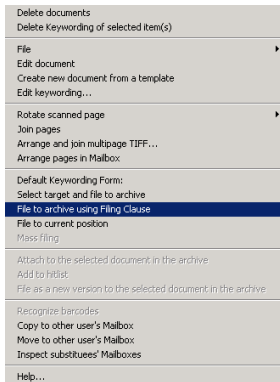 Delete documents
Delete Keywording of selected item(s)
File
Edit document
Create new document from a template
Edit keywording...
Rotate scanned page
Join pages
Arrange and join multipage TIFF...
Arrange pages in Mailbox
Default Keywording Form:
Select target and file to archive
File to archive using Filing Clause
File to current position
Mass filing
Attach to the selected document in the archive
Add to hitlist
File as a new version to the selected document in the archive
Recognize barcodes
Copy to other user's Mailbox
Move to other user's Mailbox
Inspect substituees' Mailboxes
Help...